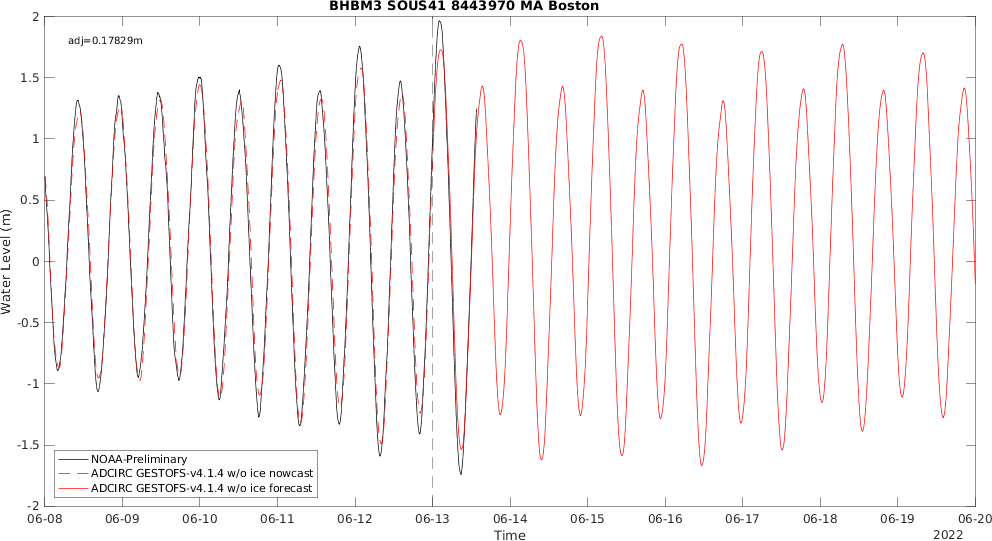 BHBM3 SOUS41 8443970 MA Boston
adj=0.17829m
2
1.5
1
0.5
0
-0.5
-1
-1.5
-2
Water Level (m)
NOAA-Preliminary
ADCIRC GESTOFS-v4.1.4 w/o ice nowcast
ADCIRC GESTOFS-v4.1.4 w/o ice forecast
06-08 06-09 06-10 06-11 06-12 06-13 06-14 06-15 06-16 06-17 06-18 06-19 06-20
Time
2022